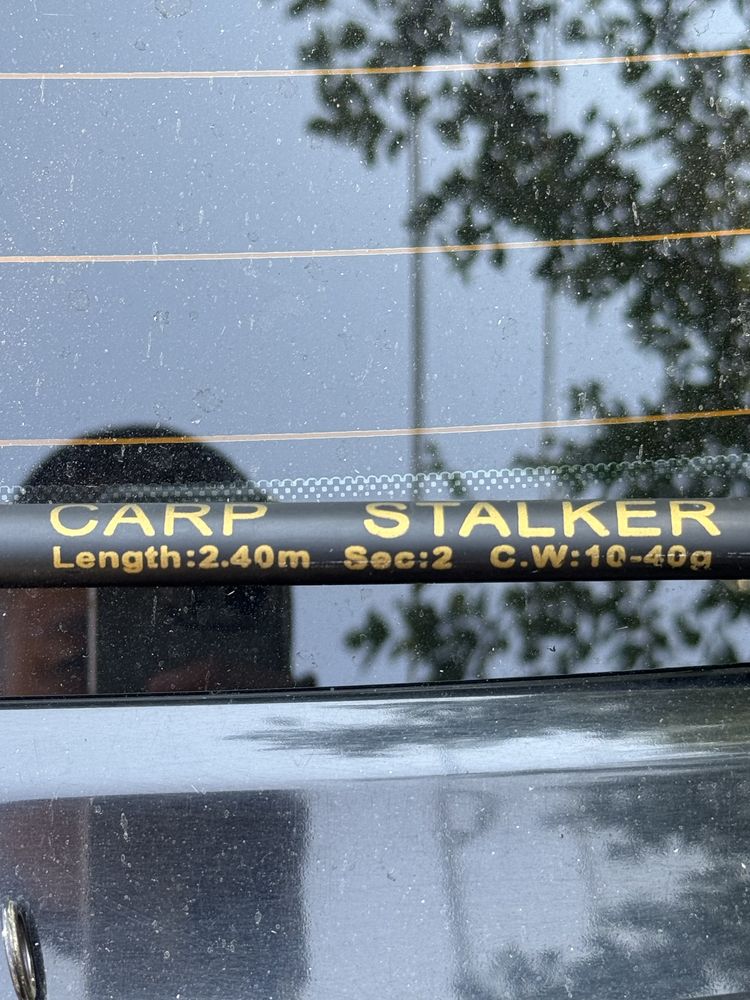 CARP STALKER
Length:2.40m Sec:2 C.W:10-40g